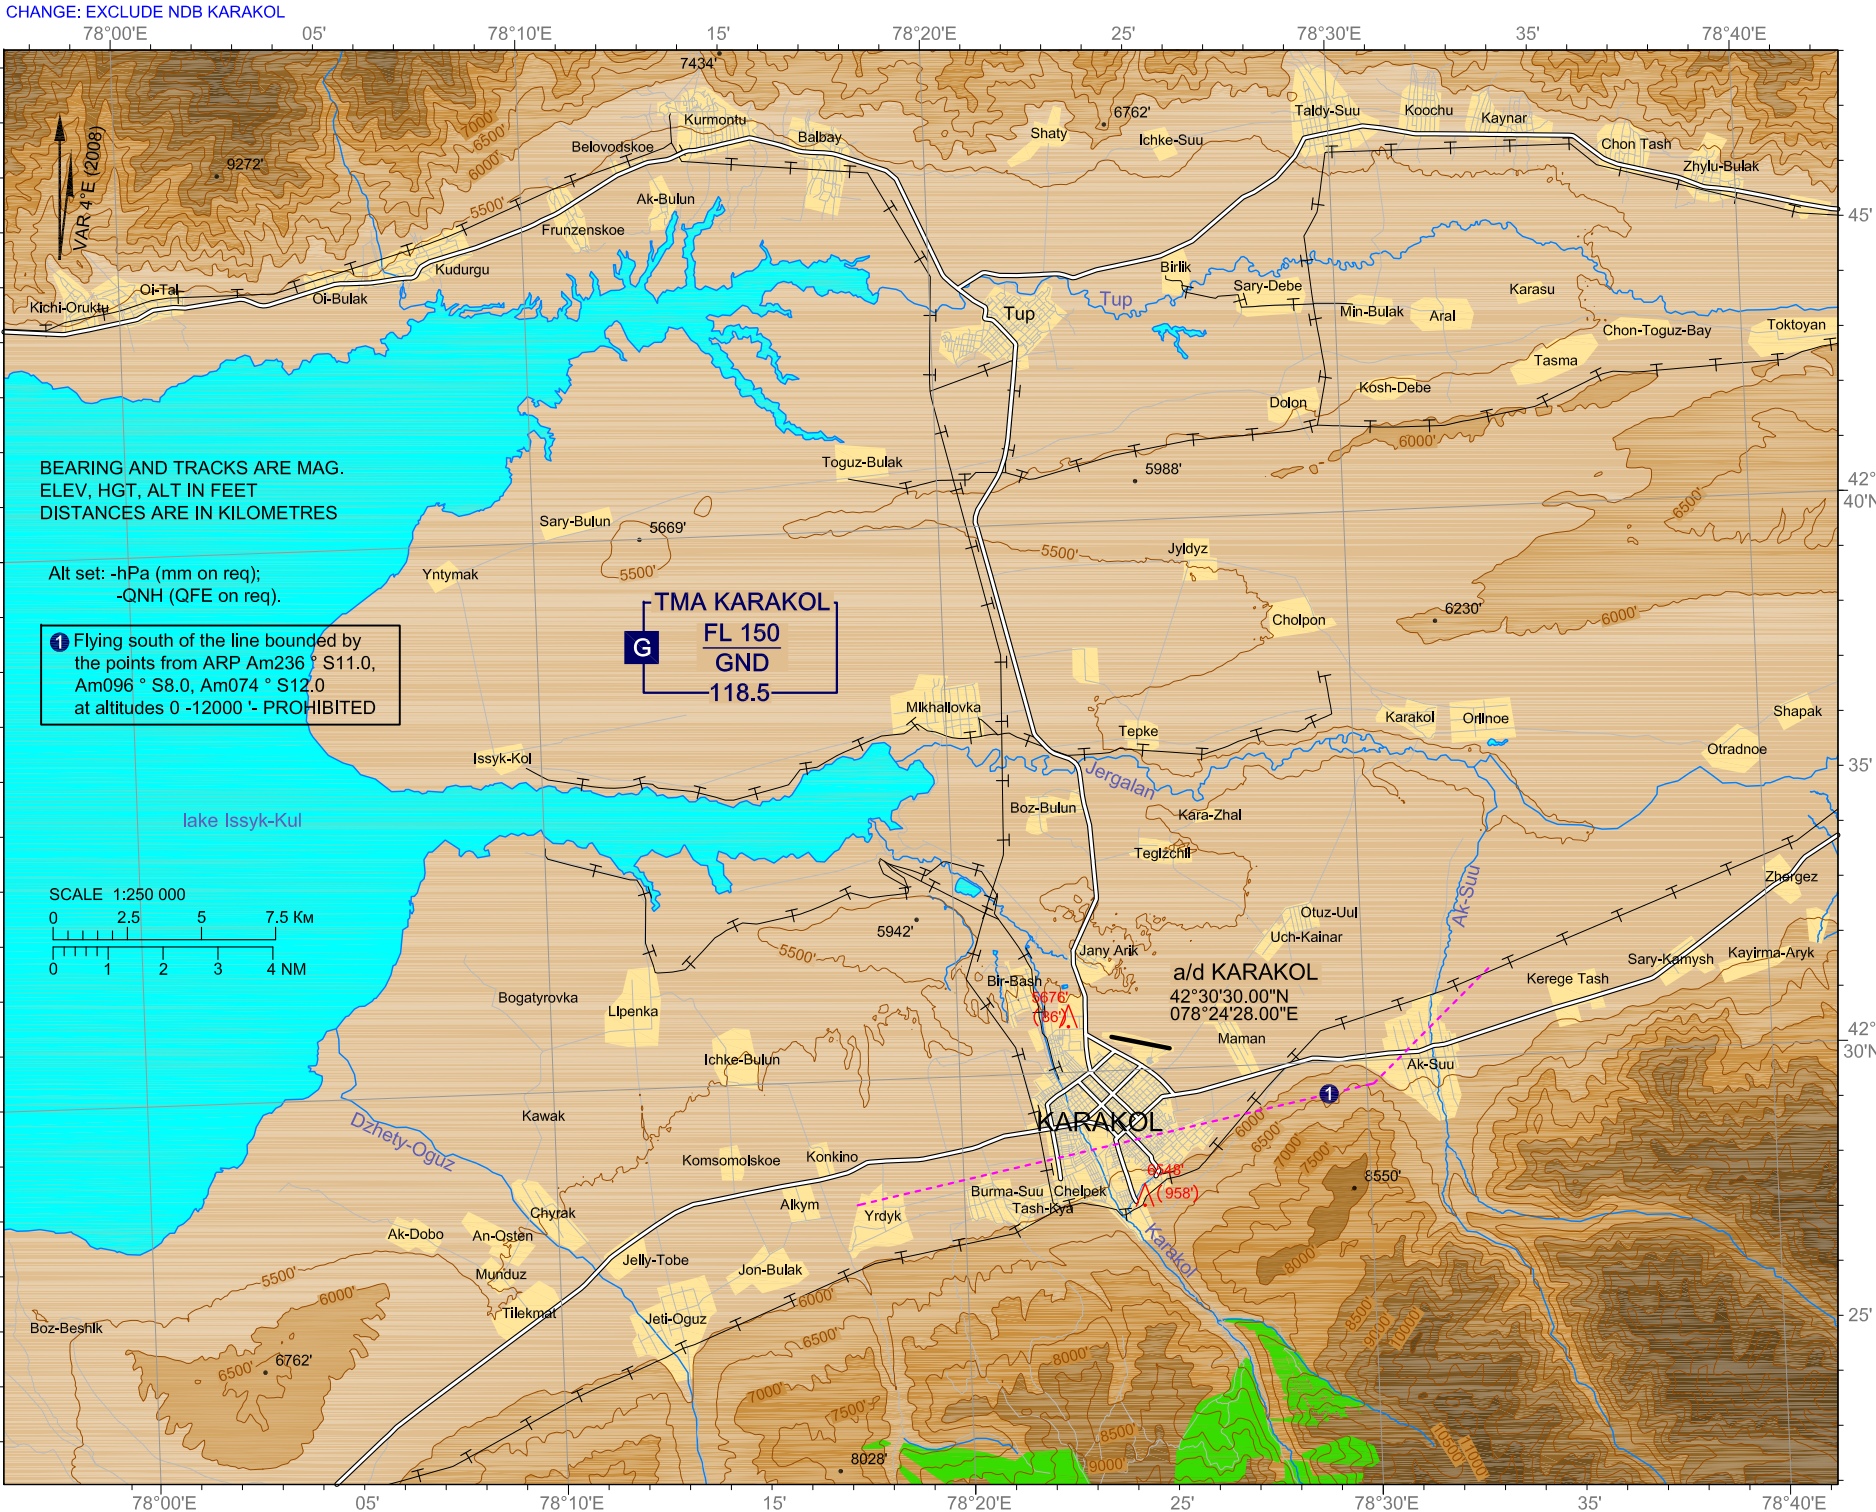 CHANGE: EXCLUDE NDB KARAKOL
78°00'E 05' 78°10'E 15' 78°20'E 25' 78°30'E 35' 78°40'E
7434'
Kurmontu
Balbay
Belovodskoe
7000'
6500'
6000'
9272'
VAR 4°E (2008)
Shaty
6762'
Ichke-Suu
Taldy-Suu
Koochu
Kaynar
Chon Tash
Zhylu-Bulak
45'
5500'
Ak-Bulun
Frunzenskoe
Kudurgu
Oi-Bulak
Oi-Tal
Kichi-Oruktu
Birlik
Tup
Tup
Sary-Debe
Min-Bulak
Aral
Karasu
Chon-Toguz-Bay
Toktoyan
Tasma
Kosh-Debe
Dolon
6000'
BEARING AND TRACKS ARE MAG.
ELEV, HGT, ALT IN FEET
DISTANCES ARE IN KILOMETRES
Toguz-Bulak
5988'
42°
40'N
6500'
Sary-Bulun
5669'
5500'
Yntymak
5500'
Jyldyz
Alt set: -hPa (mm on req);
-QNH (QFE on req).
TMA KARAKOL
G
FL 150
GND
118.5
Cholpon
6230'
6000'
1 Flying south of the line bounded by
the points from ARP Am236 ° S11.0,
Am096 ° S8.0, Am074 ° S12.0
at altitudes 0 -12000 '- PROHIBITED
Mikhallovka
Tepke
Karakol
Orlinoe
Shapak
Otradnoe
35'
Issyk-Kol
Jergalan
Boz-Bulun
Kara-Zhal
Tegizchil
lake Issyk-Kul
Zhergez
Ak-Suu
SCALE 1:250 000
0 2.5 5 7.5 Км
0 1 2 3 4 NM
5942'
5500'
Otuz-Uul
Uch-Kainar
Jany Arik
Sary-Kamysh
Kayirma-Aryk
Kerege Tash
a/d KARAKOL
42°30'30.00"N
078°24'28.00"E
Bir-Bash
5676'
( 86')
Bogatyrovka
Lipenka
Ichke-Bulun
Maman
42°
30'N
Ak-Suu
1
Kawak
Dzhety-Oguz
KARAKOL
6000'
6500'
7000'
7500'
Komsomolskoe
Konkino
6548'
( 958')
8550'
Burma-Suu
Chelpek
Tash-Kya
Alkym
Yrdyk
Chyrak
Ak-Dobo
An-Osten
Karakol
8000'
Jelly-Tobe
Jon-Bulak
Munduz
5500'
6000'
6000'
Tilekmat
Jeti-Oguz
Boz-Beshik
6500'
8500'
9000'
10000'
25'
6762'
6500'
8000'
7000'
7500'
8500'
9000'
8028'
10500'
11000'
78°00'E 05' 78°10'E 15' 78°20'E 25' 78°30'E 35' 78°40'E